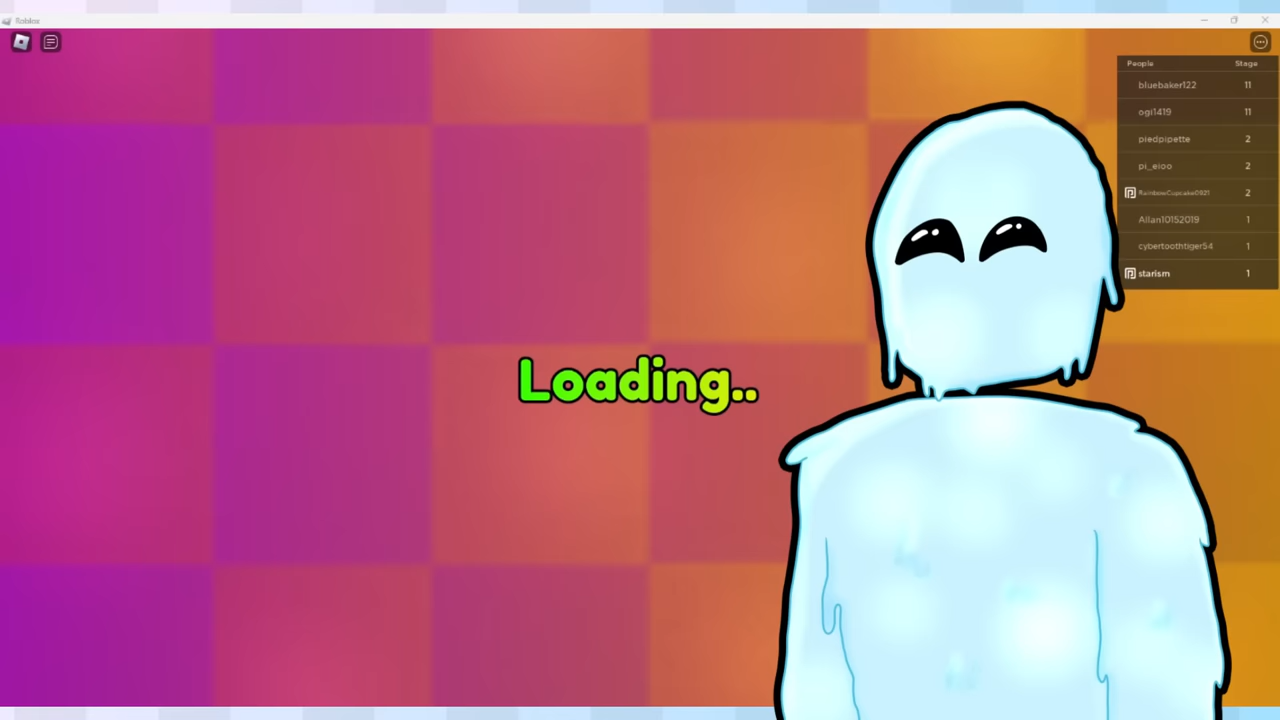 Roblox
People Stage
bluebaker122 11
ogi1419 11
piedpipette 2
pi_eioo 2
RainbowCupcake0921 2
Allan10152019 1
cybertoothtiger54 1
starism 1
Loading..